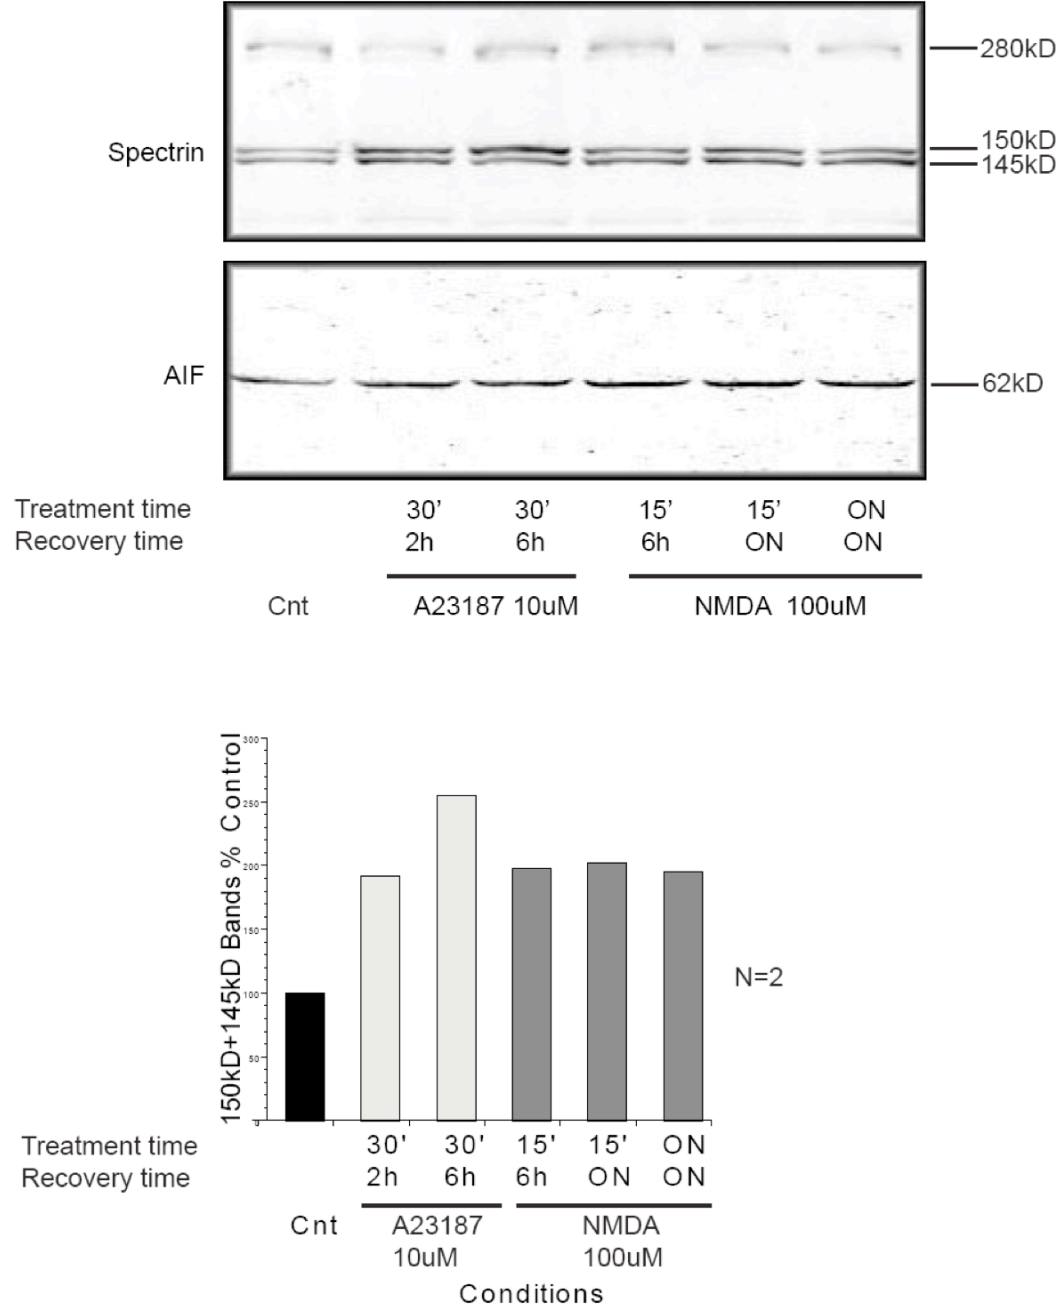 280kD
Spectrin
150kD
145kD
AIF
62kD
Treatment time 30’ 30’ 15’ 15’ ON
Recovery time 2h 6h 6h ON ON
Cnt A23187 10uM NMDA 100uM
150kD+145kD Bands % Control
300
250
200
150
100
50
N=2
Treatment time 30' 30' 15' 15' ON
Recovery time 2h 6h 6h ON ON
Cnt A23187 NMDA
10uM 100uM
Conditions